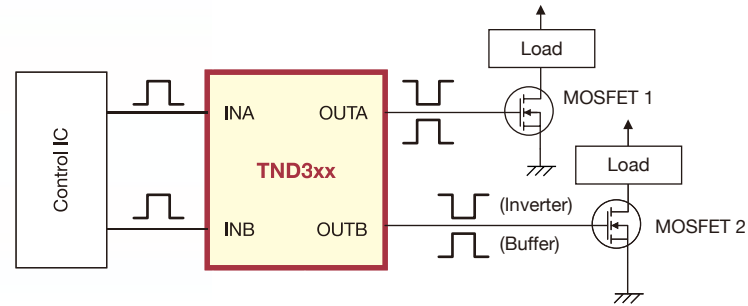 Control IC
INA
OUTA
TND3xx
INB
OUTB
Load
MOSFET 1
Load
(Inverter)
(Buffer)
MOSFET 2